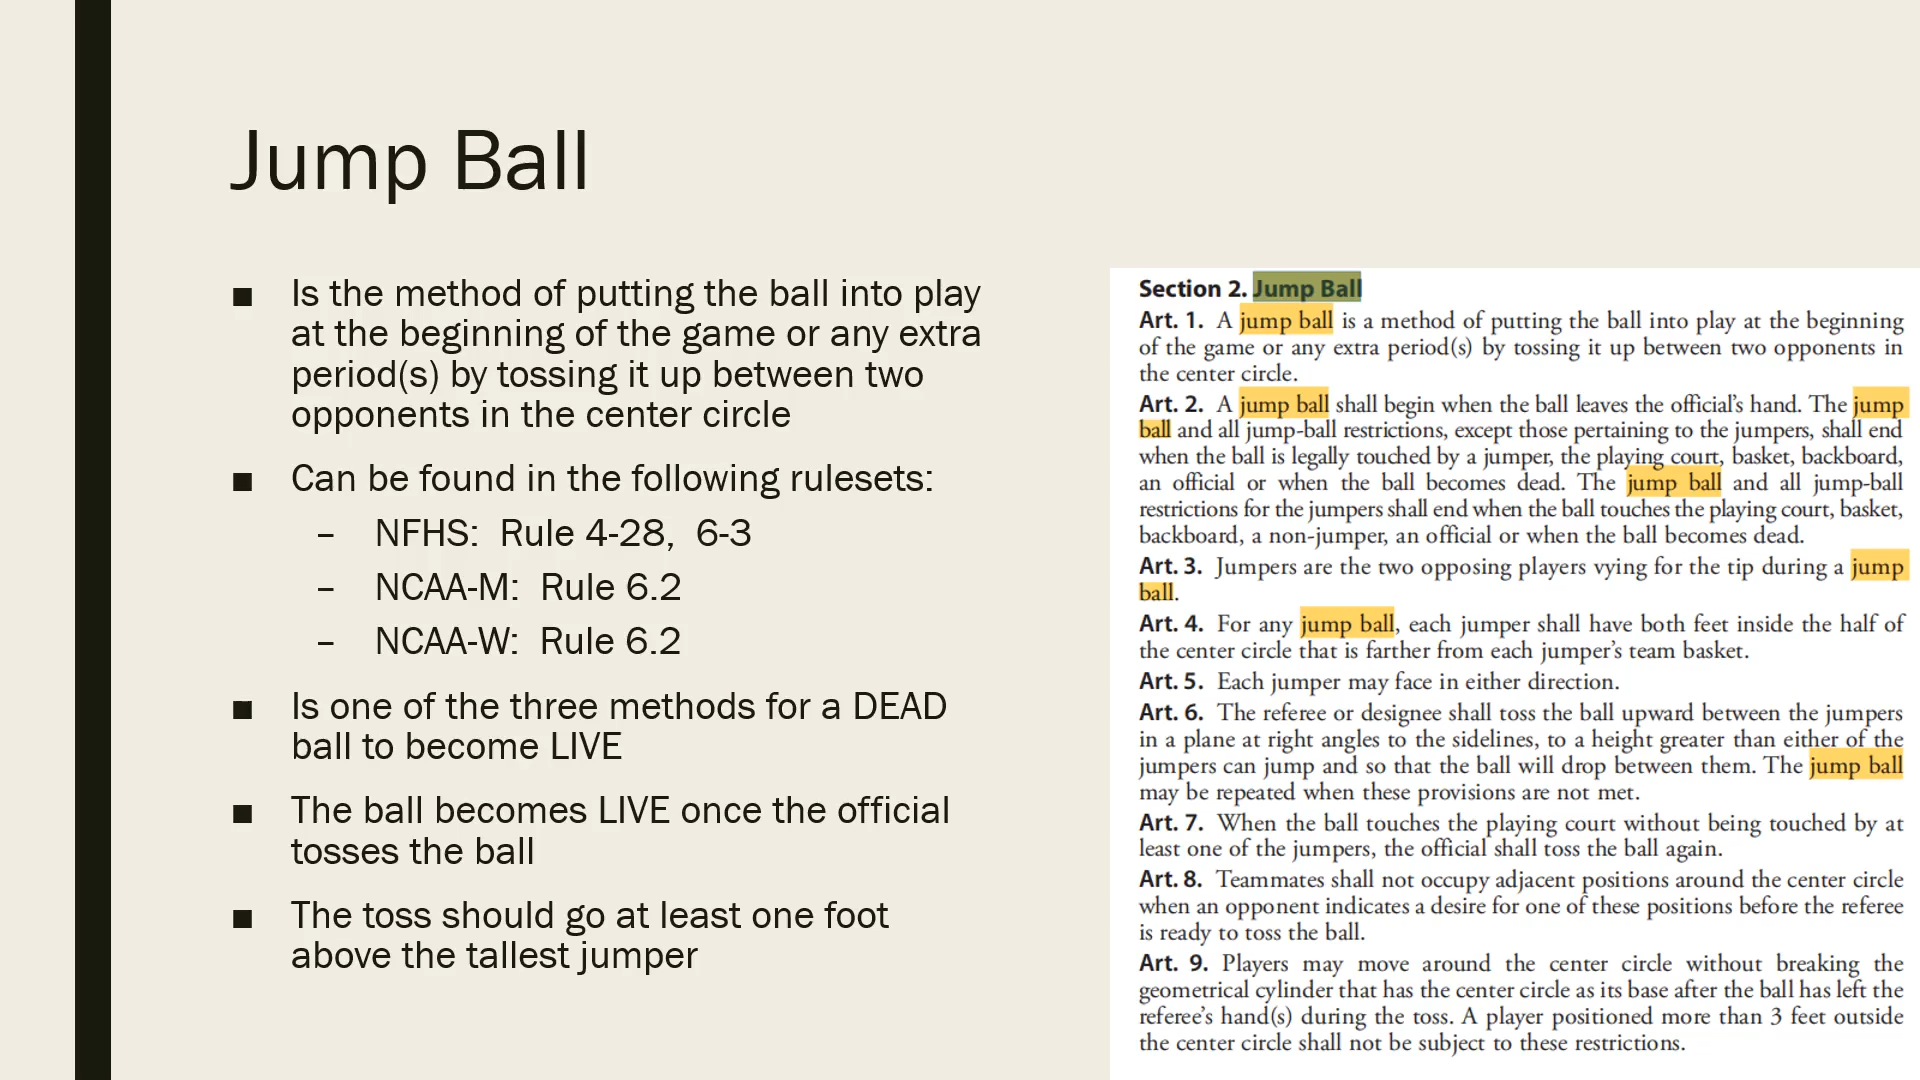 Jump Ball
■ Is the method of putting the ball into play
at the beginning of the game or any extra
period(s) by tossing it up between two
opponents in the center circle
■ Can be found in the following rulesets:
– NFHS: Rule 4-28, 6-3
– NCAA-M: Rule 6.2
– NCAA-W: Rule 6.2
■ Is one of the three methods for a DEAD
ball to become LIVE
■ The ball becomes LIVE once the official
tosses the ball
■ The toss should go at least one foot
above the tallest jumper
Section 2. Jump Ball
Art. 1. A jump ball is a method of putting the ball into play at the beginning
of the game or any extra period(s) by tossing it up between two opponents in
the center circle.
Art. 2. A jump ball shall begin when the ball leaves the official's hand. The jump
ball and all jump-ball restrictions, except those pertaining to the jumpers, shall end
when the ball is legally touched by a jumper, the playing court, basket, backboard,
an official or when the ball becomes dead. The jump ball and all jump-ball
restrictions for the jumpers shall end when the ball touches the playing court, basket,
backboard, a non-jumper, an official or when the ball becomes dead.
Art. 3. Jumpers are the two opposing players vying for the tip during a jump
ball.
Art. 4. For any jump ball, each jumper shall have both feet inside the half of
the center circle that is farther from each jumper's team basket.
Art. 5. Each jumper may face in either direction.
Art. 6. The referee or designee shall toss the ball upward between the jumpers
in a plane at right angles to the sidelines, to a height greater than either of the
jumpers can jump and so that the ball will drop between them. The jump ball
may be repeated when these provisions are not met.
Art. 7. When the ball touches the playing court without being touched by at
least one of the jumpers, the official shall toss the ball again.
Art. 8. Teammates shall not occupy adjacent positions around the center circle
when an opponent indicates a desire for one of these positions before the referee
is ready to toss the ball.
Art. 9. Players may move around the center circle without breaking the
geometrical cylinder that has the center circle as its base after the ball has left the
referee's hand(s) during the toss. A player positioned more than 3 feet outside
the center circle shall not be subject to these restrictions.